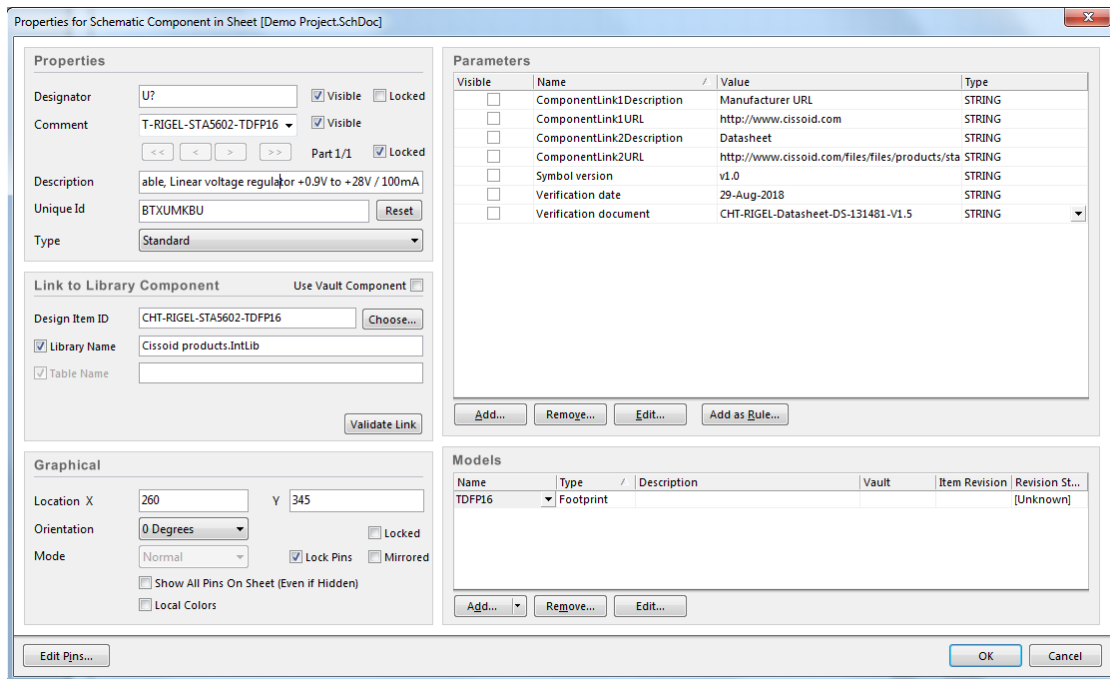 Properties for Schematic Component in Sheet [Demo Project.SchDoc]
Properties
Designator U? Visible Locked
Comment T-RIGEL-STA5602-TDFP16 Visible
<< < > >> Part 1/1 Locked
Description able, Linear voltage regulator +0.9V to +28V / 100mA
Unique Id BTXUMKBU Reset
Type Standard
Link to Library Component Use Vault Component
Design Item ID CHT-RIGEL-STA5602-TDFP16 Choose...
Library Name Cissoid products.IntLib
Table Name
Validate Link
Graphical
Location X 260 Y 345
Orientation 0 Degrees Locked
Mode Normal Lock Pins Mirrored
Show All Pins On Sheet (Even if Hidden)
Local Colors
Parameters
Visible Name / Value Type
ComponentLink1Description Manufacturer URL STRING
ComponentLink1URL http://www.cissoid.com STRING
ComponentLink2Description Datasheet STRING
ComponentLink2URL http://www.cissoid.com/files/files/products/sta STRING
Symbol version v1.0 STRING
Verification date 29-Aug-2018 STRING
Verification document CHT-RIGEL-Datasheet-DS-131481-V1.5 STRING
Add... Remove... Edit... Add as Rule...
Models
Name Type / Description Vault Item Revision Revision St...
TDFP16 Footprint [Unknown]
Add... Remove... Edit...
Edit Pins... OK Cancel